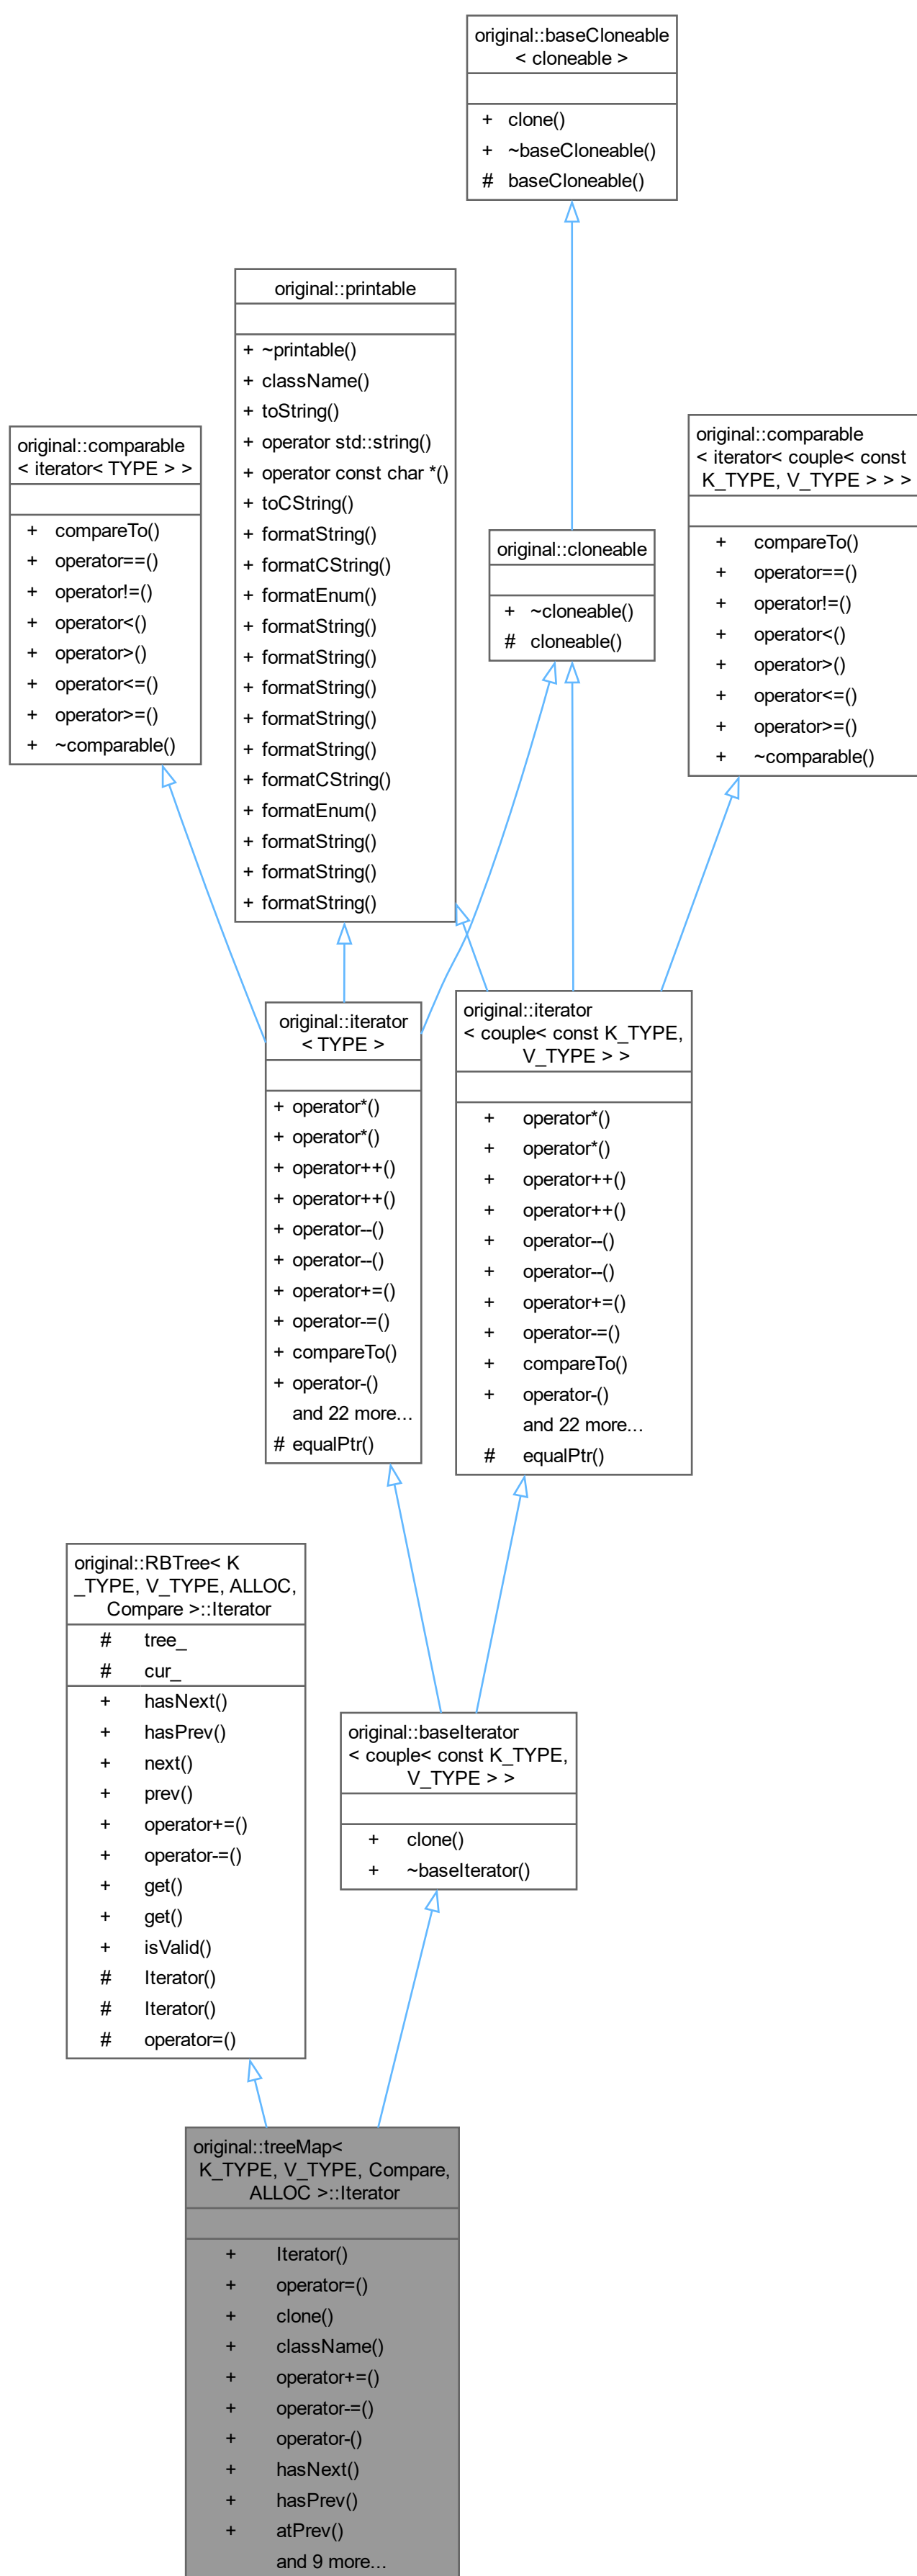 original::baseCloneable
< cloneable >
+ clone()
+ ~baseCloneable()
# baseCloneable()
original::printable
+ ~printable()
+ className()
+ toString()
+ operator std::string()
+ operator const char *()
+ toCString()
+ formatString()
+ formatCString()
+ formatEnum()
+ formatString()
+ formatString()
+ formatString()
+ formatString()
+ formatString()
+ formatCString()
+ formatEnum()
+ formatString()
+ formatString()
+ formatString()
original::comparable
< iterator< TYPE > >
+ compareTo()
+ operator==()
+ operator!=()
+ operator<()
+ operator>()
+ operator<=()
+ operator>=()
+ ~comparable()
original::cloneable
+ ~cloneable()
# cloneable()
original::comparable
< iterator< couple< const
K_TYPE, V_TYPE > > >
+ compareTo()
+ operator==()
+ operator!=()
+ operator<()
+ operator>()
+ operator<=()
+ operator>=()
+ ~comparable()
original::iterator
< TYPE >
+ operator*()
+ operator*()
+ operator++()
+ operator++()
+ operator--()
+ operator--()
+ operator+=()
+ operator-=()
+ compareTo()
+ operator-()
and 22 more...
# equalPtr()
original::iterator
< couple< const K_TYPE,
V_TYPE > >
+ operator*()
+ operator*()
+ operator++()
+ operator++()
+ operator--()
+ operator--()
+ operator+=()
+ operator-=()
+ compareTo()
+ operator-()
and 22 more...
# equalPtr()
original::RBTree< K
_TYPE, V_TYPE, ALLOC,
Compare >::Iterator
# tree_
# cur_
+ hasNext()
+ hasPrev()
+ next()
+ prev()
+ operator+=()
+ operator-=()
+ get()
+ get()
+ isValid()
# Iterator()
# Iterator()
# operator=()
original::baseIterator
< couple< const K_TYPE,
V_TYPE > >
+ clone()
+ ~baseIterator()
original::treeMap<
K_TYPE, V_TYPE, Compare,
ALLOC >::Iterator
+ Iterator()
+ operator=()
+ clone()
+ className()
+ operator+=()
+ operator-=()
+ operator-()
+ hasNext()
+ hasPrev()
+ atPrev()
and 9 more...